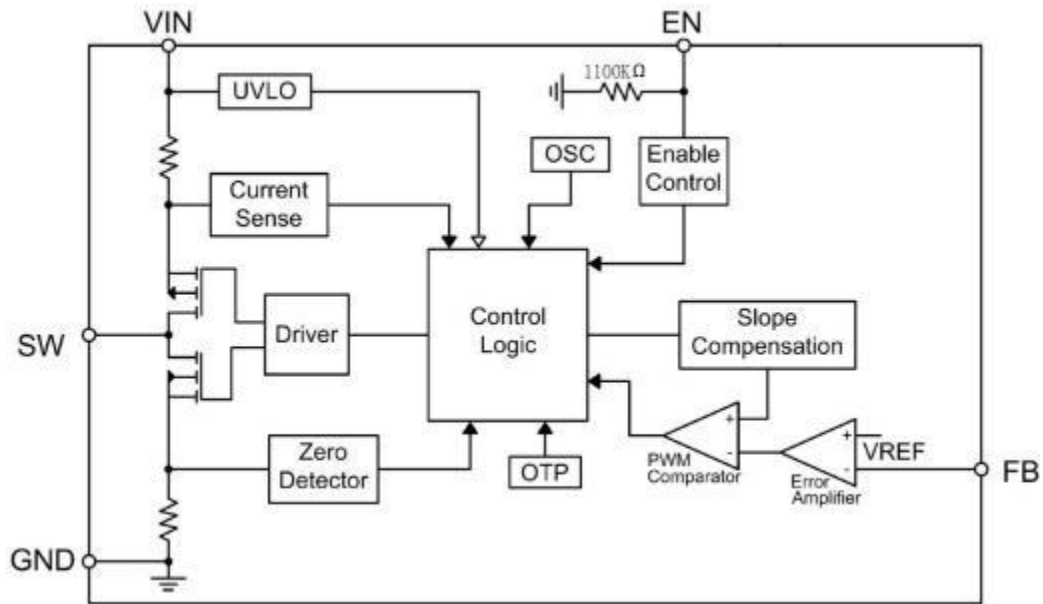 VIN
EN
1100KΩ
UVLO
OSC
Enable
Control
Current
Sense
Control
Logic
Driver
Slope
Compensation
SW
+
-
PWM
Comparator
+
-
VREF
Error
Amplifier
FB
Zero
Detector
OTP
GND